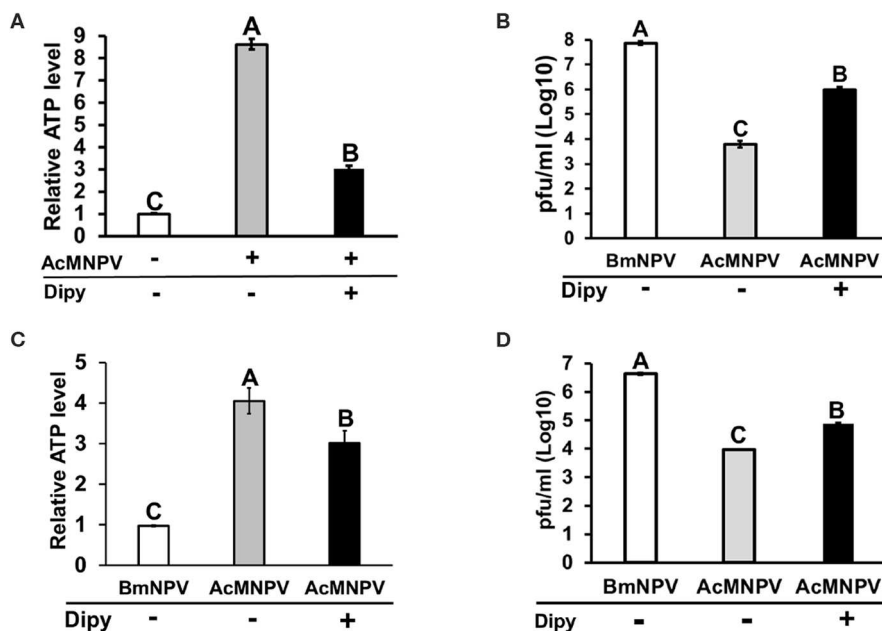 A
Relative ATP level
9
8
7
6
5
4
3
2
1
0
C
A
B
AcMNPV - + +
Dipy - - +
B
pfu/ml (Log10)
8
7
6
5
4
3
2
1
0
A
C
B
BmNPV AcMNPV AcMNPV
Dipy - - +
C
Relative ATP level
5
4
3
2
1
0
C
A
B
BmNPV AcMNPV AcMNPV
Dipy - - +
D
pfu/ml (Log10)
7
6
5
4
3
2
1
0
A
C
B
BmNPV AcMNPV AcMNPV
Dipy - - +